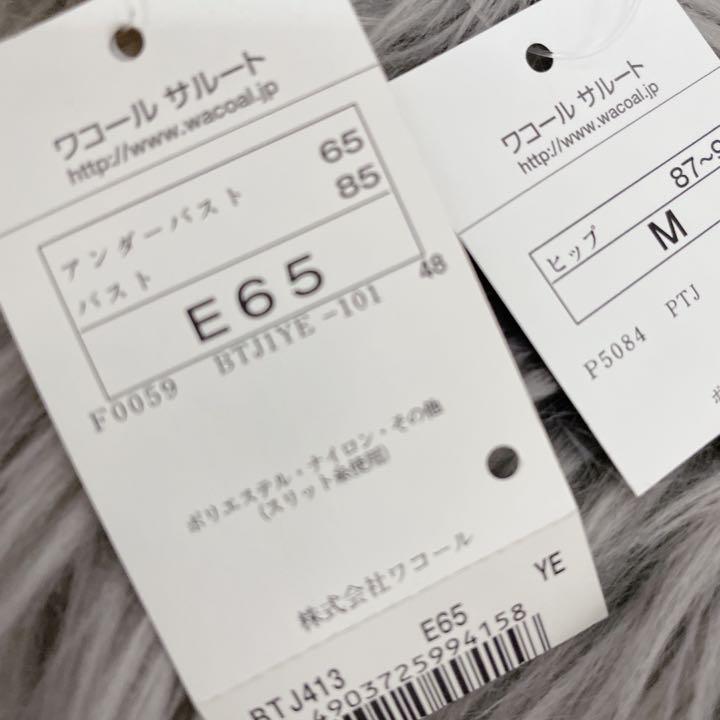 ワコール サルート
http://www.wacoal.jp
アンダーバスト 65
バスト 85
E65
F0059 BTJ1YE -101 48
ポリエステル・ナイロン・その他
(スリット糸使用)
株式会社ワコール
E65 YE
BTJ413
4903725994158
ワコール サルート
http://www.wacoal.jp
ヒップ 87~9
M
P5084 PTJ